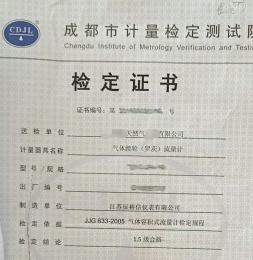 CDJL
成都市计量检定测试院
Chengdu Institute of Metrology Verification and Testing
检定证书
证书编号：第 号
送检单位 天然气 有限公司
计量器具名称 气体腰轮（罗茨）流量计
型号/规格
出厂编号
制造单位 江苏 信仪表有限公司
检定依据 JJG 633-2005 气体容积式流量计检定规程
检定结论 1.5级合格